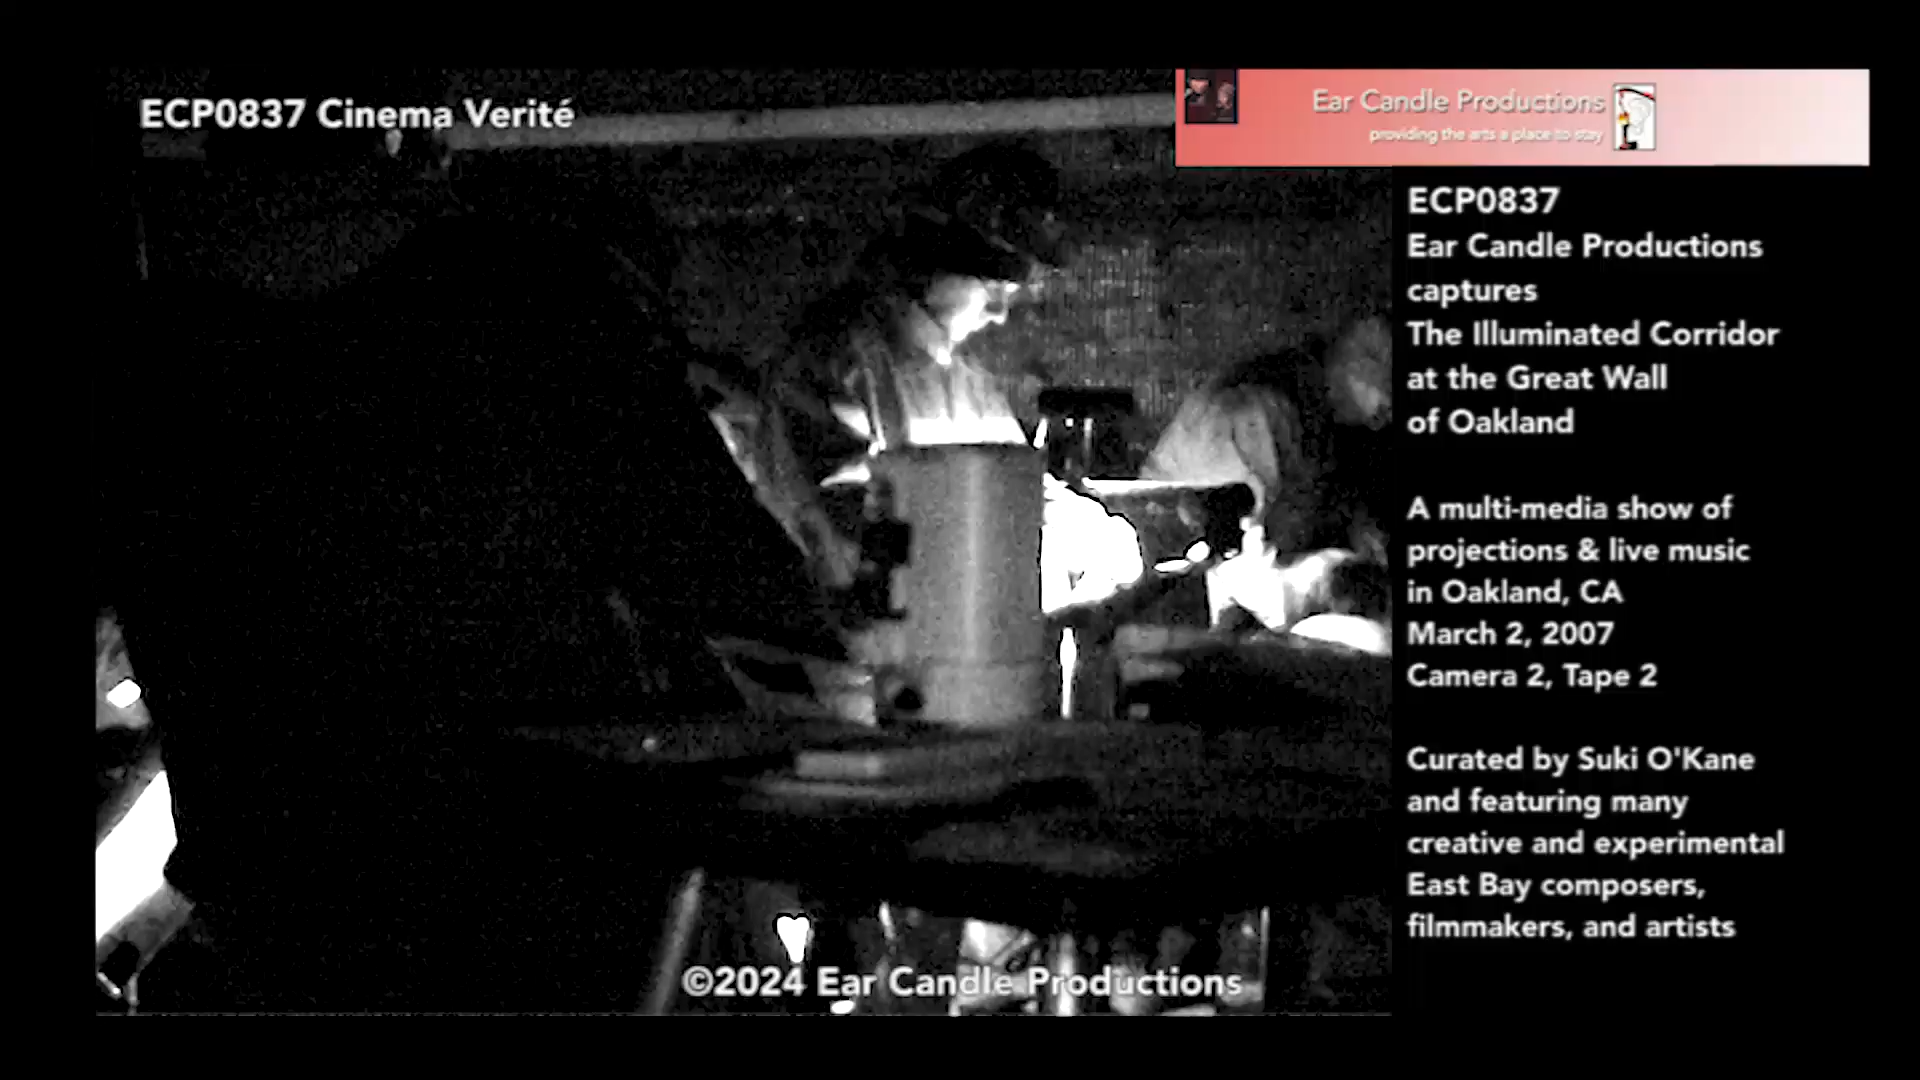 ECP0837 Cinema Verité
Ear Candle Productions
providing the arts a place to stay
ECP0837
Ear Candle Productions
captures
The Illuminated Corridor
at the Great Wall
of Oakland
A multi-media show of
projections & live music
in Oakland, CA
March 2, 2007
Camera 2, Tape 2
Curated by Suki O'Kane
and featuring many
creative and experimental
East Bay composers,
filmmakers, and artists
©2024 Ear Candle Productions